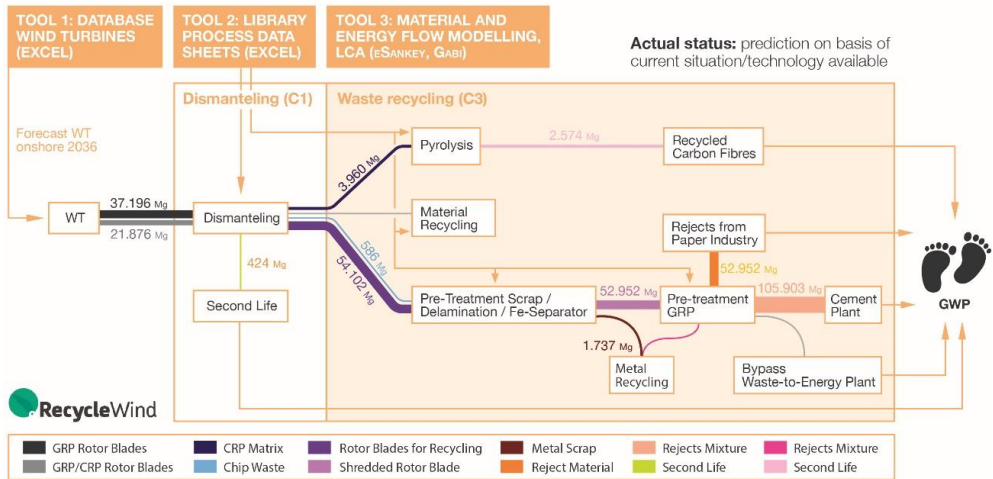 TOOL 1: DATABASE
WIND TURBINES
(EXCEL)
TOOL 2: LIBRARY
PROCESS DATA
SHEETS (EXCEL)
TOOL 3: MATERIAL AND
ENERGY FLOW MODELLING,
LCA (eSANKEY, GABI)
Actual status: prediction on basis of
current situation/technology available
Dismanteling (C1)
Waste recycling (C3)
Forecast WT
onshore 2036
Pyrolysis
2.574 Mg
Recycled
Carbon Fibres
3.960 Mg
WT
37.196 Mg
21.876 Mg
Dismanteling
Material
Recycling
Rejects from
Paper Industry
586 Mg
54.102 Mg
424 Mg
52.952 Mg
Second Life
Pre-Treatment Scrap /
Delamination / Fe-Separator
52.952 Mg
Pre-treatment
GRP
105.903 Mg
Cement
Plant
GWP
1.737 Mg
Metal
Recycling
Bypass
Waste-to-Energy Plant
RecycleWind
GRP Rotor Blades
CRP Matrix
Rotor Blades for Recycling
Metal Scrap
Rejects Mixture
Rejects Mixture
GRP/CRP Rotor Blades
Chip Waste
Shredded Rotor Blade
Reject Material
Second Life
Second Life